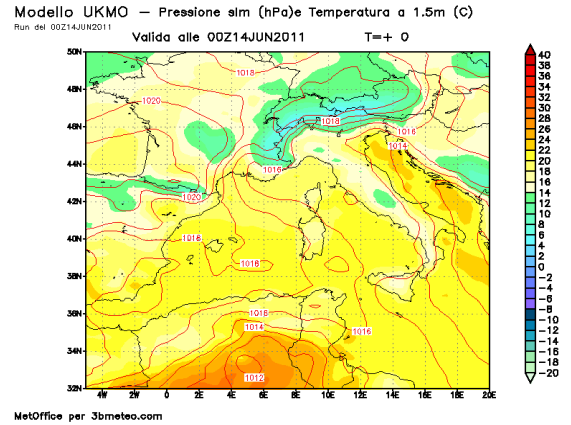 Modello UKMO — Pressione slm (hPa)e Temperatura a 1.5m (C)
Run del 00Z14JUN2011
Valida alle 00Z14JUN2011 T=+ 0
50N
48N
46N
44N
42N
40N
38N
36N
34N
32N
4W 2W 0 2E 4E 6E 8E 10E 12E 14E 16E 18E 20E
1018
1020
1018
1016
1014
1016
1020
1018
1016
1016
1014
1016
1012
40
38
36
34
32
30
28
26
24
22
20
18
16
14
12
10
8
6
4
2
0
−2
−4
−6
−8
−10
−12
−14
−16
−18
−20
MetOffice per 3bmeteo.com